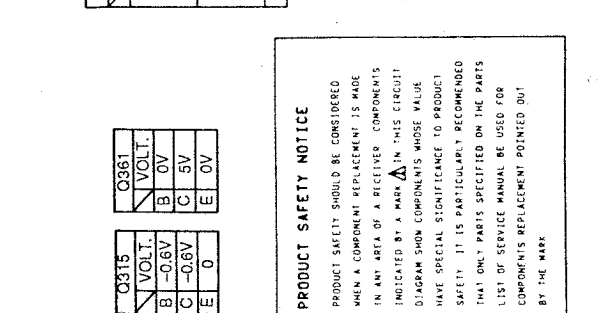 Q361
VOLT.
B 0V
C 5V
E 0V
Q315
VOLT.
B -0.6V
C -0.6V
E 0
PRODUCT SAFETY NOTICE
PRODUCT SAFETY SHOULD BE CONSIDERED
WHEN A COMPONENT REPLACEMENT IS MADE
IN ANY AREA OF A RECEIVER COMPONENTS
INDICATED BY A MARK ⚠ IN THIS CIRCUIT
DIAGRAM SHOW COMPONENTS WHOSE VALUE
HAVE SPECIAL SIGNIFICANCE TO PRODUCT
SAFETY IT IS PARTICULARLY RECOMMENDED
THAT ONLY PARTS SPECIFIED ON THE PARTS
LIST OF SERVICE MANUAL BE USED FOR
COMPONENTS REPLACEMENT POINTED OUT
BY THE MARK